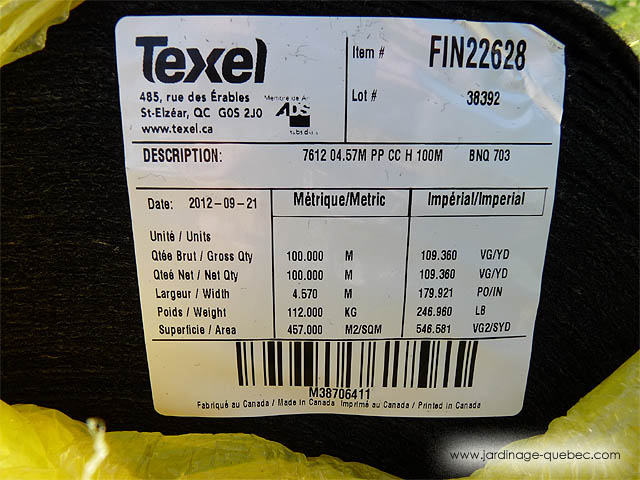 Texel
485, rue des Érables
St-Elzéar, QC G0S 2J0
www.texel.ca
Membre de
ADS
Item # FIN22628
Lot # 38392
DESCRIPTION: 7612 04.57M PP CC H 100M BNQ 703
Date: 2012-09-21 Métrique/Metric Impérial/Imperial
Unité / Units
Qtée Brut / Gross Qty 100.000 M 109.360 VG/YD
Qteé Net / Net Qty 100.000 M 109.360 VG/YD
Largeur / Width 4.570 M 179.921 PO/IN
Poids / Weight 112.000 KG 246.960 LB
Superficie / Area 457.000 M2/SQM 546.581 VG2/SYD
M38706411
Fabriqué au Canada / Made in Canada Imprimé au Canada / Printed in Canada
www.jardinage-quebec.com